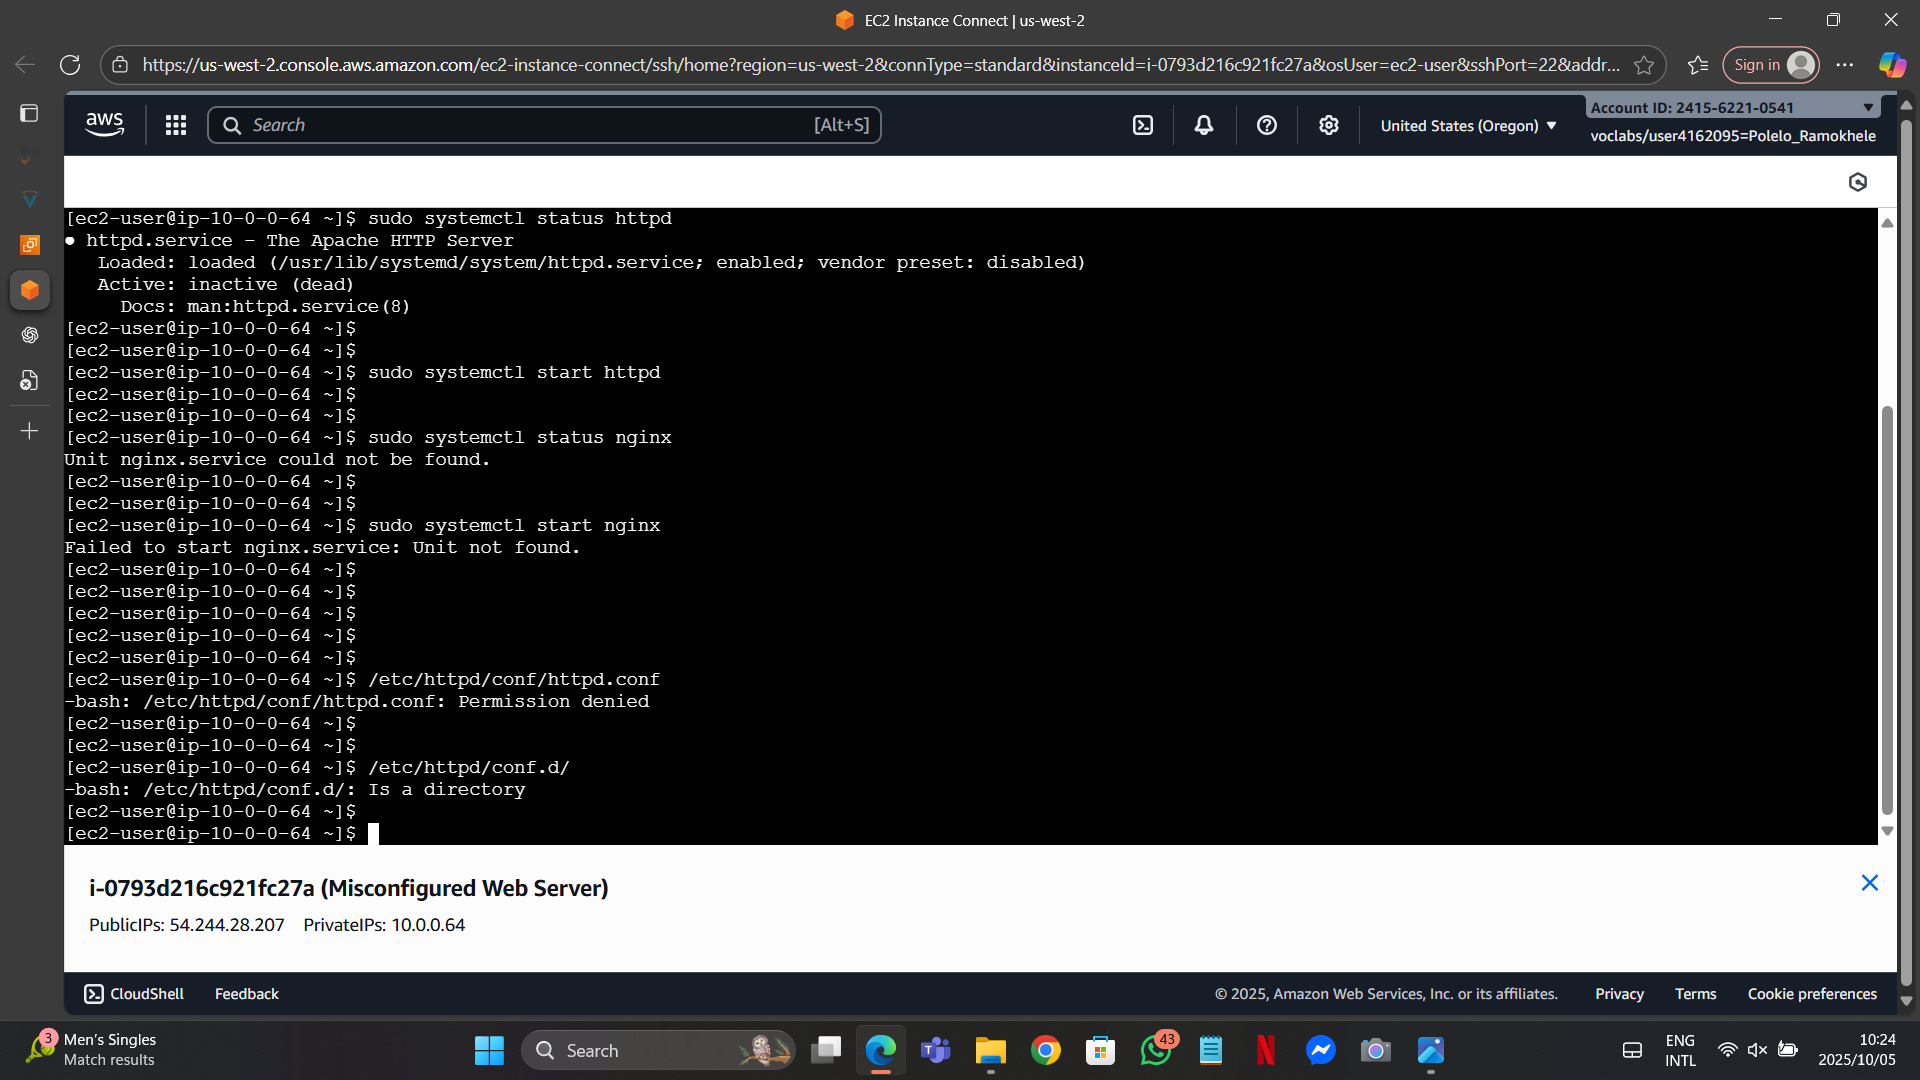 EC2 Instance Connect | us-west-2
https://us-west-2.console.aws.amazon.com/ec2-instance-connect/ssh/home?region=us-west-2&connType=standard&instanceId=i-0793d216c921fc27a&osUser=ec2-user&sshPort=22&addr...
Sign in
aws
Search
[Alt+S]
United States (Oregon)
Account ID: 2415-6221-0541
voclabs/user4162095=Polelo_Ramokhele
[ec2-user@ip-10-0-0-64 ~]$ sudo systemctl status httpd
● httpd.service - The Apache HTTP Server
Loaded: loaded (/usr/lib/systemd/system/httpd.service; enabled; vendor preset: disabled)
Active: inactive (dead)
Docs: man:httpd.service(8)
[ec2-user@ip-10-0-0-64 ~]$
[ec2-user@ip-10-0-0-64 ~]$
[ec2-user@ip-10-0-0-64 ~]$ sudo systemctl start httpd
[ec2-user@ip-10-0-0-64 ~]$
[ec2-user@ip-10-0-0-64 ~]$
[ec2-user@ip-10-0-0-64 ~]$ sudo systemctl status nginx
Unit nginx.service could not be found.
[ec2-user@ip-10-0-0-64 ~]$
[ec2-user@ip-10-0-0-64 ~]$
[ec2-user@ip-10-0-0-64 ~]$ sudo systemctl start nginx
Failed to start nginx.service: Unit not found.
[ec2-user@ip-10-0-0-64 ~]$
[ec2-user@ip-10-0-0-64 ~]$
[ec2-user@ip-10-0-0-64 ~]$
[ec2-user@ip-10-0-0-64 ~]$
[ec2-user@ip-10-0-0-64 ~]$
[ec2-user@ip-10-0-0-64 ~]$ /etc/httpd/conf/httpd.conf
-bash: /etc/httpd/conf/httpd.conf: Permission denied
[ec2-user@ip-10-0-0-64 ~]$
[ec2-user@ip-10-0-0-64 ~]$
[ec2-user@ip-10-0-0-64 ~]$ /etc/httpd/conf.d/
-bash: /etc/httpd/conf.d/: Is a directory
[ec2-user@ip-10-0-0-64 ~]$
[ec2-user@ip-10-0-0-64 ~]$
i-0793d216c921fc27a (Misconfigured Web Server)
PublicIPs: 54.244.28.207 PrivateIPs: 10.0.0.64
CloudShell
Feedback
© 2025, Amazon Web Services, Inc. or its affiliates.
Privacy
Terms
Cookie preferences
3
Men's Singles
Match results
Search
43
ENG
INTL
10:24
2025/10/05